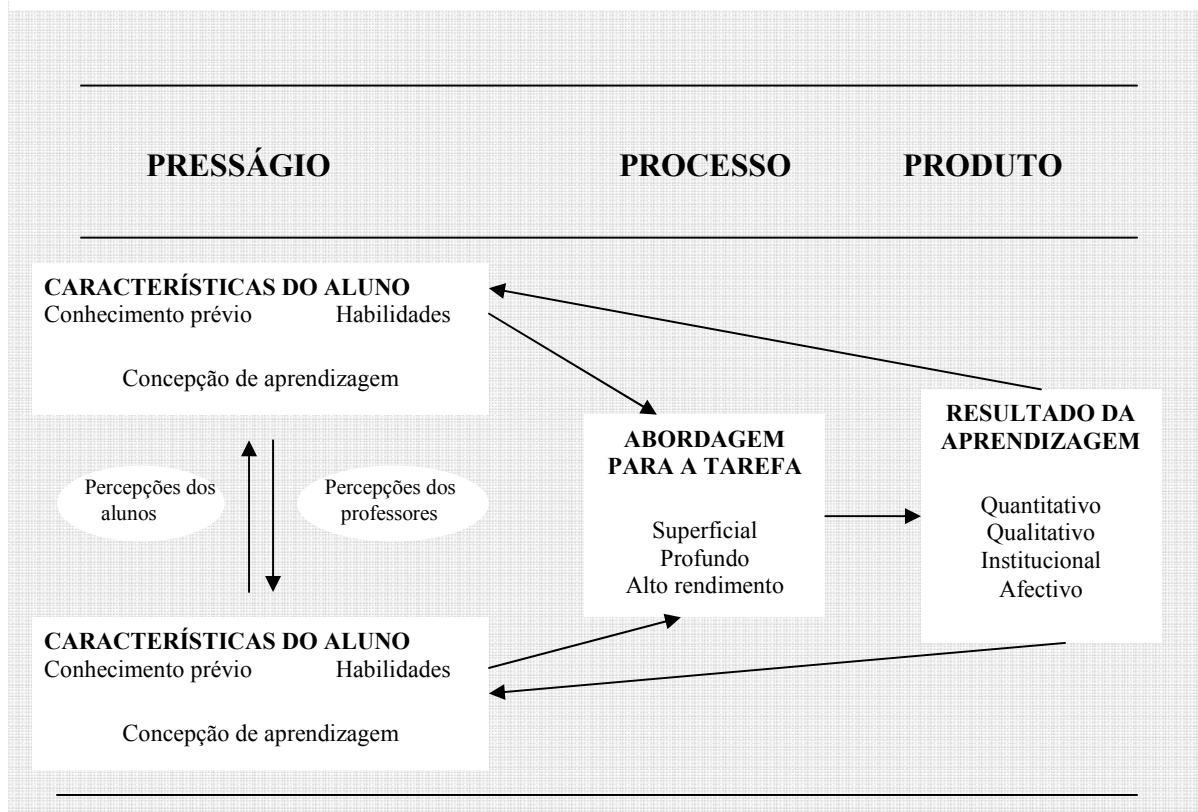 PRESSÁGIO PROCESSO PRODUTO
CARACTERÍSTICAS DO ALUNO
Conhecimento prévio Habilidades
Concepção de aprendizagem
Percepções dos
alunos
Percepções dos
professores
CARACTERÍSTICAS DO ALUNO
Conhecimento prévio Habilidades
Concepção de aprendizagem
ABORDAGEM
PARA A TAREFA
Superficial
Profundo
Alto rendimento
RESULTADO DA
APRENDIZAGEM
Quantitativo
Qualitativo
Institucional
Afectivo